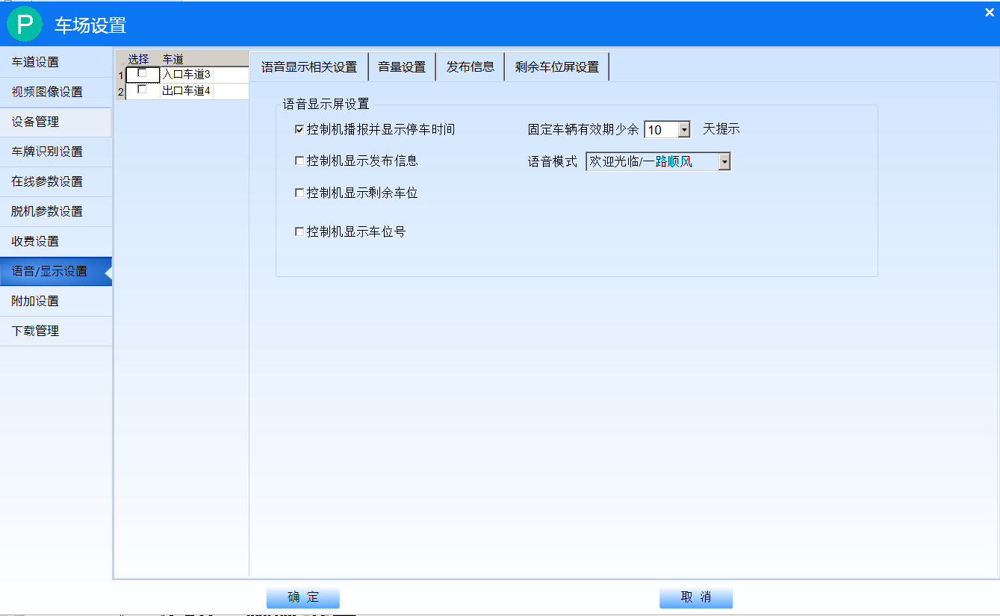 P 车场设置
车道设置
视频图像设置
设备管理
车牌识别设置
在线参数设置
脱机参数设置
收费设置
语音/显示设置
附加设置
下载管理
选择 车道
1 入口车道3
2 出口车道4
语音显示相关设置 音量设置 发布信息 剩余车位屏设置
语音显示屏设置
控制机播报并显示停车时间 固定车辆有效期少余 10 天提示
控制机显示发布信息 语音模式 欢迎光临/一路顺风
控制机显示剩余车位
控制机显示车位号
确 定 取 消